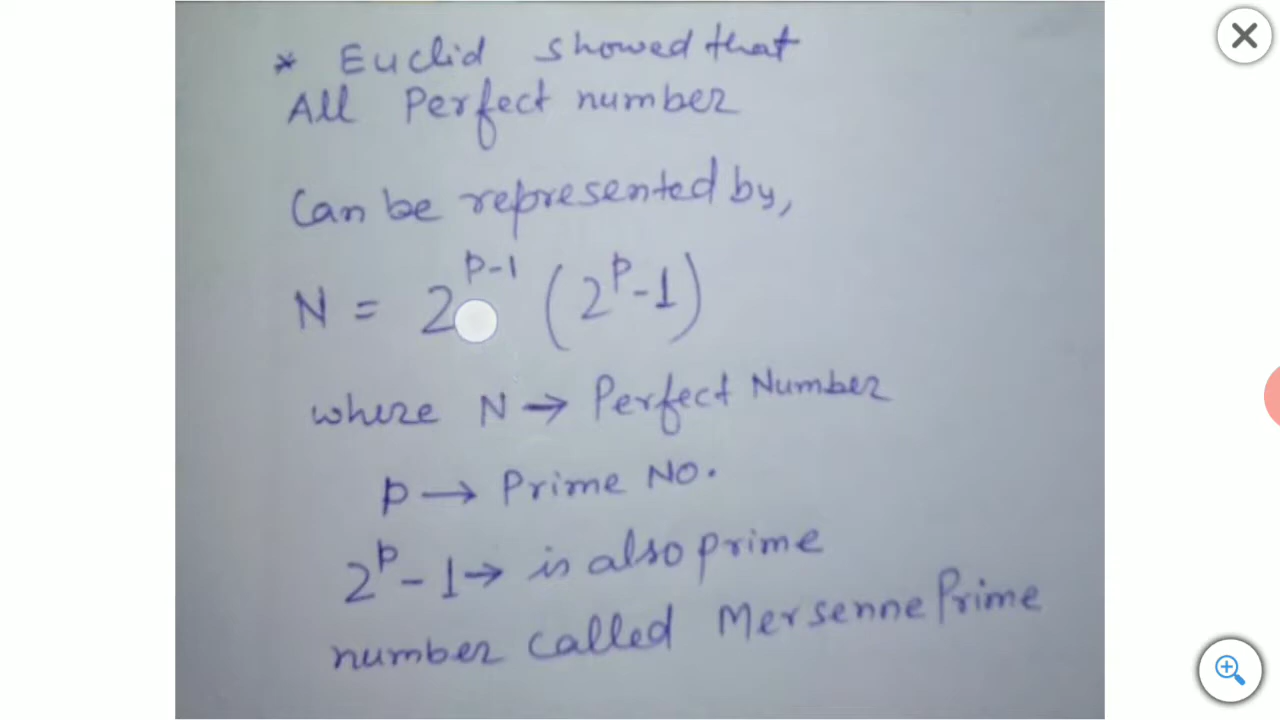 * Euclid showed that
All Perfect number
Can be represented by,
N = 2^{p-1} (2^p - 1)
where N → Perfect Number
p → Prime No.
2^p - 1 → is also prime
number called Mersenne Prime